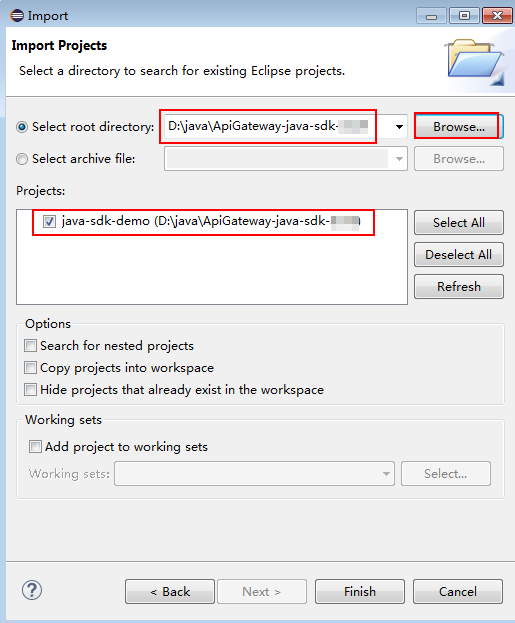 Import
Import Projects
Select a directory to search for existing Eclipse projects.
Select root directory: D:\java\ApiGateway-java-sdk- Browse...
Select archive file: Browse...
Projects:
java-sdk-demo (D:\java\ApiGateway-java-sdk- )
Select All
Deselect All
Refresh
Options
Search for nested projects
Copy projects into workspace
Hide projects that already exist in the workspace
Working sets
Add project to working sets
Working sets: Select...
? < Back Next > Finish Cancel